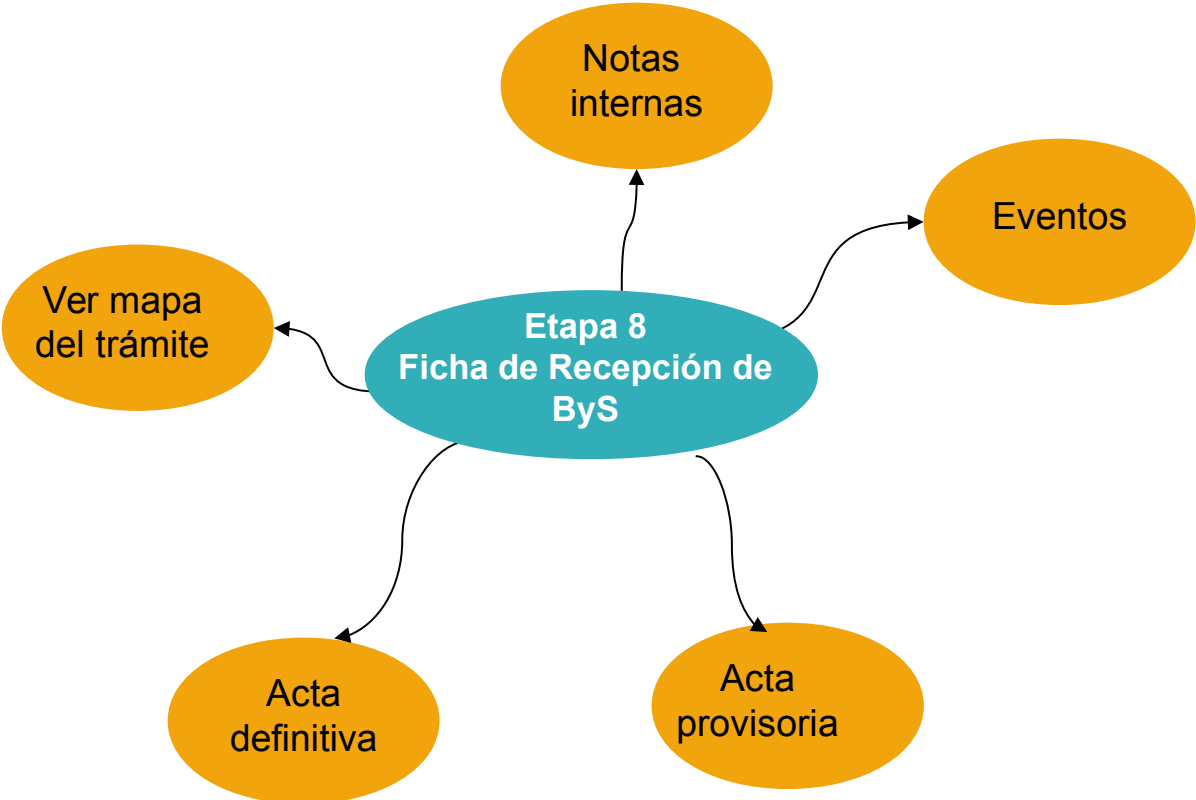 Notas
internas
Eventos
Ver mapa
del trámite
Etapa 8
Ficha de Recepción de
ByS
Acta
definitiva
Acta
provisoria